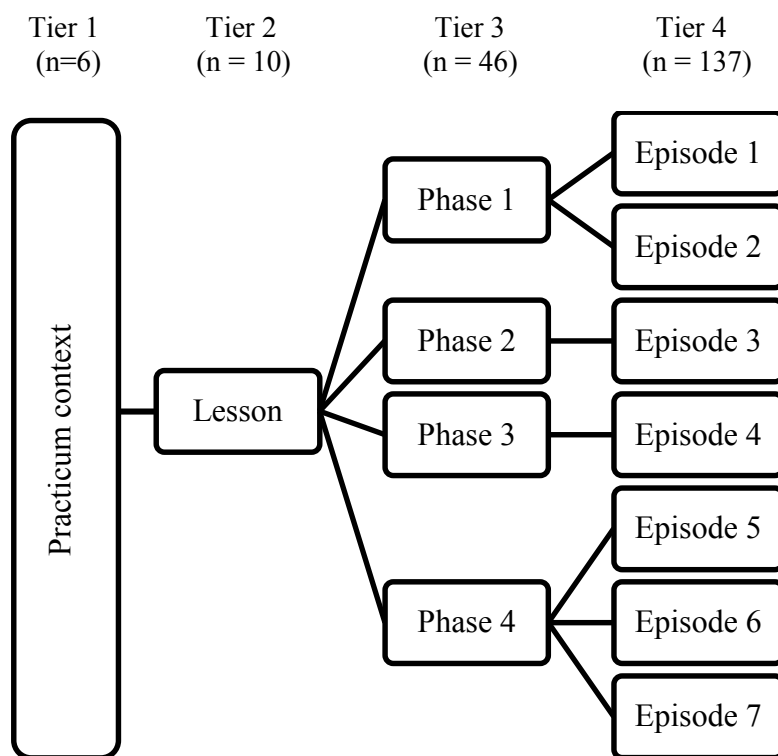 Tier 1
(n=6)
Tier 2
(n = 10)
Tier 3
(n = 46)
Tier 4
(n = 137)
Practicum context
Lesson
Phase 1
Phase 2
Phase 3
Phase 4
Episode 1
Episode 2
Episode 3
Episode 4
Episode 5
Episode 6
Episode 7